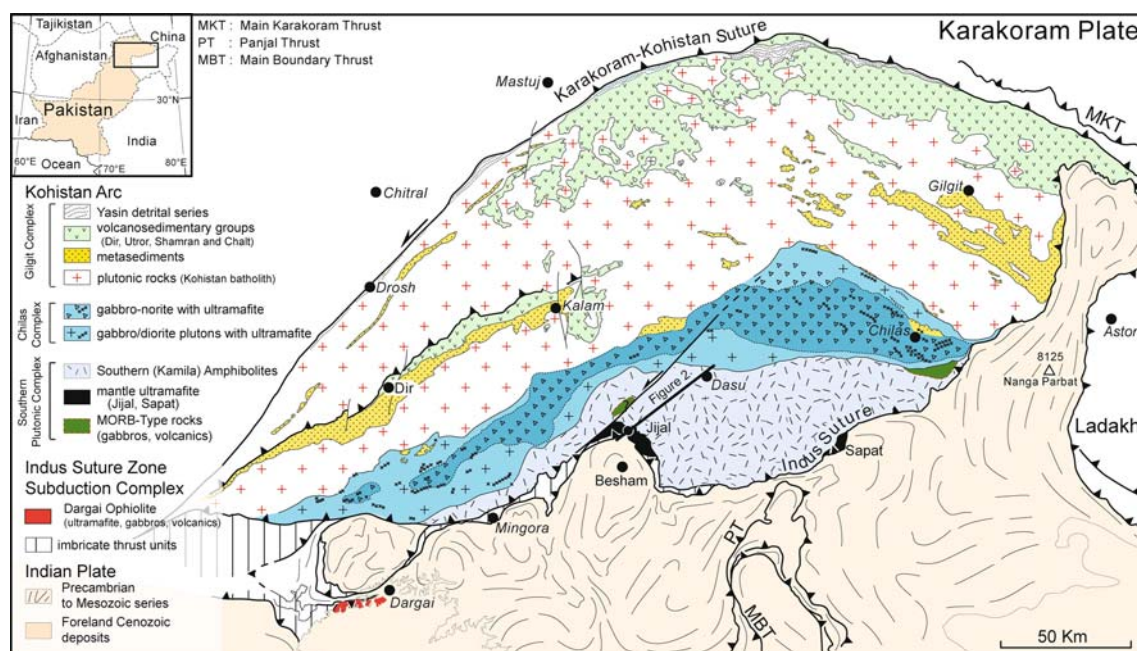 Tajikistan
China
Afghanistan
30°N
Pakistan
Iran
India
60°E
Ocean
70°E
80°E
MKT : Main Karakoram Thrust
PT : Panjal Thrust
MBT : Main Boundary Thrust
Karakoram Plate
Karakoram-Kohistan Suture
Mastuj
MKT
Chitral
Gilgit
Drosh
Kalam
Chilas
Astor
8125
Nanga Parbat
Dir
Dasu
Figure 2.
Jijal
Indus Suture
Sapat
Ladakh
Besham
Mingora
PT
MBT
Dargai
50 Km
Kohistan Arc
Gilgit Complex
Yasin detrital series
volcanosedimentary groups
(Dir, Utror, Shamran and Chalt)
metasediments
plutonic rocks (Kohistan batholith)
Chilas
Complex
gabbro-norite with ultramafite
gabbro/diorite plutons with ultramafite
Southern
Plutonic Complex
Southern (Kamila) Amphibolites
mantle ultramafite
(Jijal, Sapat)
MORB-Type rocks
(gabbros, volcanics)
Indus Suture Zone
Subduction Complex
Dargai Ophiolite
(ultramafite, gabbros, volcanics)
imbricate thrust units
Indian Plate
Precambrian
to Mesozoic series
Foreland Cenozoic
deposits